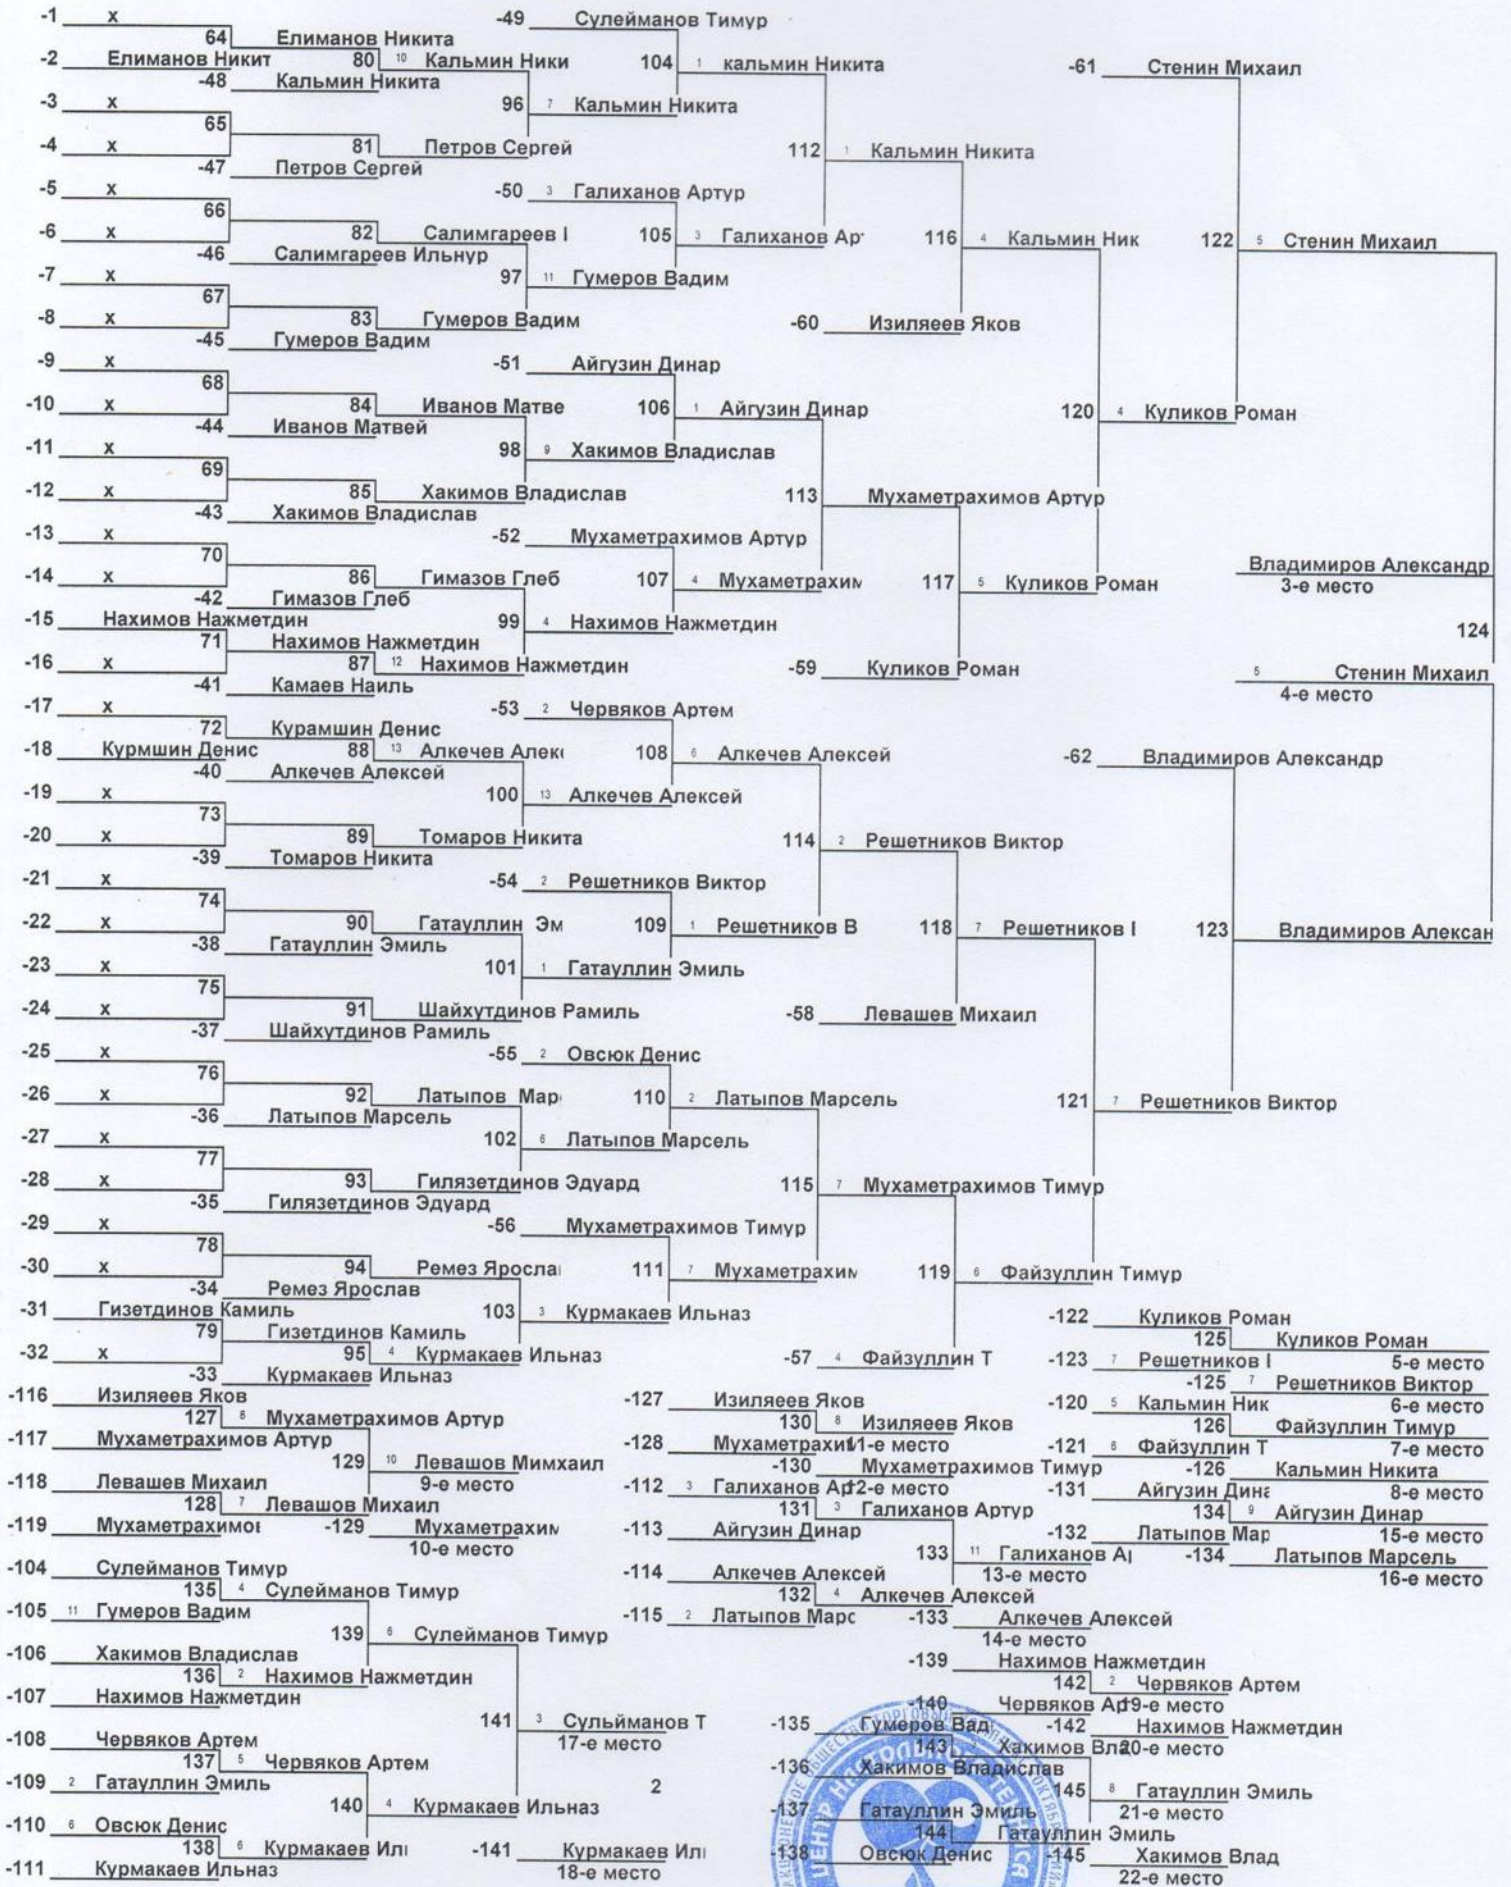 -1 x
-49 Сулейманов Тимур
64 Елиманов Никита
-2 Елиманов Никит 80 10 Кальмин Ники 104 1 кальмин Никита -61 Стенин Михаил
-48 Кальмин Никита
-3 x 96 7 Кальмин Никита
65
-4 x 81 Петров Сергей 112 1 Кальмин Никита
-47 Петров Сергей
-5 x -50 3 Галиханов Артур
66
-6 x 82 Салимгареев I 105 3 Галиханов Ар 116 4 Кальмин Ник 122 5 Стенин Михаил
-46 Салимгареев Ильнур
-7 x 97 11 Гумеров Вадим
67
-8 x 83 Гумеров Вадим -60 Изиляеев Яков
-45 Гумеров Вадим
-9 x -51 Айгузин Динар
68
-10 x 84 Иванов Матве 106 1 Айгузин Динар 120 4 Куликов Роман
-44 Иванов Матвей
-11 x 98 9 Хакимов Владислав
69
-12 x 85 Хакимов Владислав 113 Мухаметрахимов Артур
-43 Хакимов Владислав
-13 x -52 Мухаметрахимов Артур
70 Владимиров Александр
-14 x 86 Гимазов Глеб 107 4 Мухаметрахим 117 5 Куликов Роман 3-е место
-42 Гимазов Глеб
-15 Нахимов Нажметдин 99 4 Нахимов Нажметдин 124
71 Нахимов Нажметдин
-16 x 87 12 Нахимов Нажметдин -59 Куликов Роман 5 Стенин Михаил
-41 Камаев Наиль 4-е место
-17 x -53 2 Червяков Артем
72 Курамшин Денис
-18 Курмшин Денис 88 13 Алкечев Алек 108 6 Алкечев Алексей -62 Владимиров Александр
-40 Алкечев Алексей
-19 x 100 13 Алкечев Алексей
73
-20 x 89 Томаров Никита 114 2 Решетников Виктор
-39 Томаров Никита
-21 x -54 2 Решетников Виктор
74
-22 x 90 Гатауллин Эм 109 1 Решетников В 118 7 Решетников I 123 Владимиров Алексан
-38 Гатауллин Эмиль
-23 x 101 1 Гатауллин Эмиль
75
-24 x 91 Шайхутдинов Рамиль -58 Левашев Михаил
-37 Шайхутдинов Рамиль
-25 x -55 2 Овсюк Денис
76
-26 x 92 Латыпов Мар 110 2 Латыпов Марсель 121 7 Решетников Виктор
-36 Латыпов Марсель
-27 x 102 6 Латыпов Марсель
77
-28 x 93 Гилязетдинов Эдуард 115 7 Мухаметрахимов Тимур
-35 Гилязетдинов Эдуард
-29 x -56 Мухаметрахимов Тимур
78
-30 x 94 Ремез Яросла 111 7 Мухаметрахим 119 6 Файзуллин Тимур
-34 Ремез Ярослав
-31 Гизетдинов Камиль 103 3 Курмакаев Ильназ -122 Куликов Роман
79 Гизетдинов Камиль 125 Куликов Роман
-32 x 95 4 Курмакаев Ильназ -57 4 Файзуллин Т -123 7 Решетников I 5-е место
-33 Курмакаев Ильназ -125 7 Решетников Виктор
-116 Изиляеев Яков -127 Изиляеев Яков -120 5 Кальмин Ник 6-е место
127 6 Мухаметрахимов Артур 130 8 Изиляеев Яков 126 Файзуллин Тимур
-117 Мухаметрахимов Артур -128 Мухаметрахи 11-е место -121 6 Файзуллин Т 7-е место
129 10 Левашов Мимхаил -130 Мухаметрахимов Тимур -126 Кальмин Никита
-118 Левашев Михаил 9-е место -112 3 Галиханов Ар 12-е место -131 Айгузин Дина 8-е место
128 7 Левашов Михаил 131 3 Галиханов Артур 134 9 Айгузин Динар
-119 Мухаметрахимо -129 Мухаметрахим -113 Айгузин Динар -132 Латыпов Мар 15-е место
10-е место 133 11 Галиханов А -134 Латыпов Марсель
-104 Сулейманов Тимур -114 Алкечев Алексей 13-е место 16-е место
135 4 Сулейманов Тимур 132 4 Алкечев Алексей
-105 11 Гумеров Вадим -115 2 Латыпов Марс -133 Алкечев Алексей
139 6 Сулейманов Тимур 14-е место
-106 Хакимов Владислав -139 Нахимов Нажметдин
136 2 Нахимов Нажметдин 142 2 Червяков Артем
-107 Нахимов Нажметдин -140 Червяков Ар 19-е место
141 3 Сульйманов Т -135 Гумеров Вад -142 Нахимов Нажметдин
-108 Червяков Артем 17-е место 143 Хакимов Вла 20-е место
137 5 Червяков Артем -136 Хакимов Владислав
-109 2 Гатауллин Эмиль 2 145 8 Гатауллин Эмиль
140 4 Курмакаев Ильназ -137 Гатауллин Эмиль 21-е место
-110 6 Овсюк Денис 144 Гатауллин Эмиль
138 6 Курмакаев Ил -141 Курмакаев Ил -138 Овсюк Денис -145 Хакимов Влад
-111 Курмакаев Ильназ 18-е место 22-е место